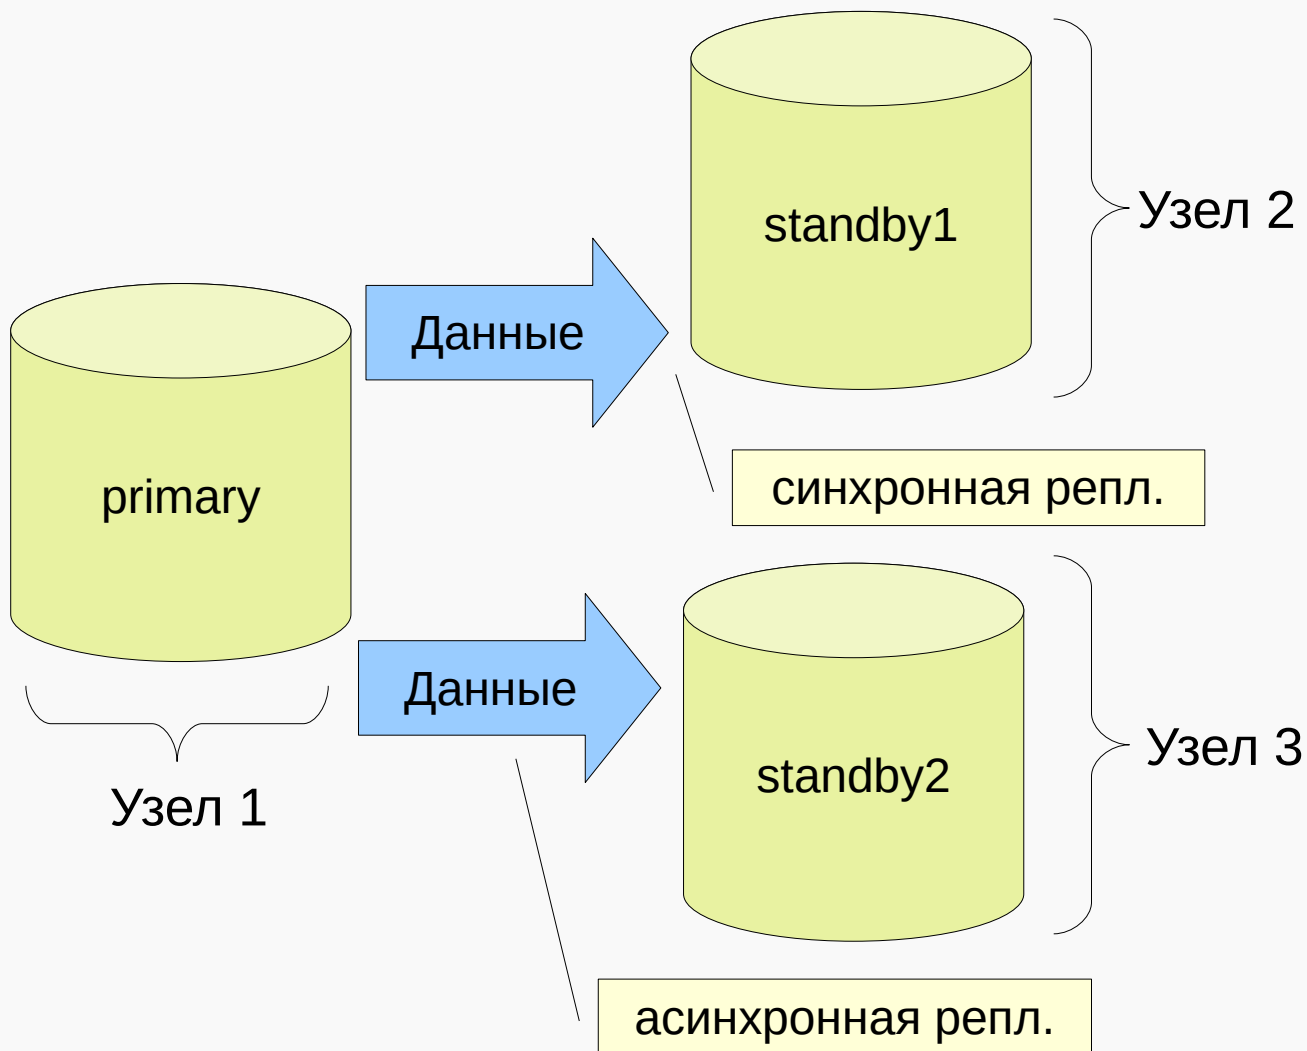 standby1
Узел 2
Данные
primary
синхронная репл.
Данные
standby2
Узел 3
Узел 1
асинхронная репл.